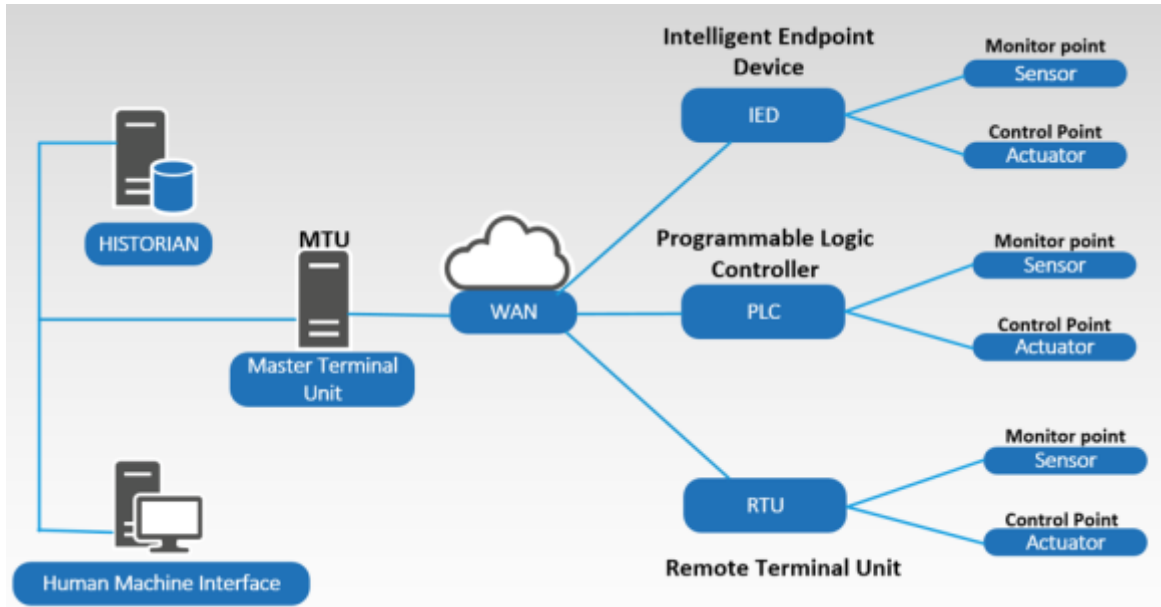 Intelligent Endpoint
Device
IED
Monitor point
Sensor
Control Point
Actuator
HISTORIAN
MTU
Master Terminal
Unit
WAN
Programmable Logic
Controller
PLC
Monitor point
Sensor
Control Point
Actuator
Human Machine Interface
RTU
Remote Terminal Unit
Monitor point
Sensor
Control Point
Actuator